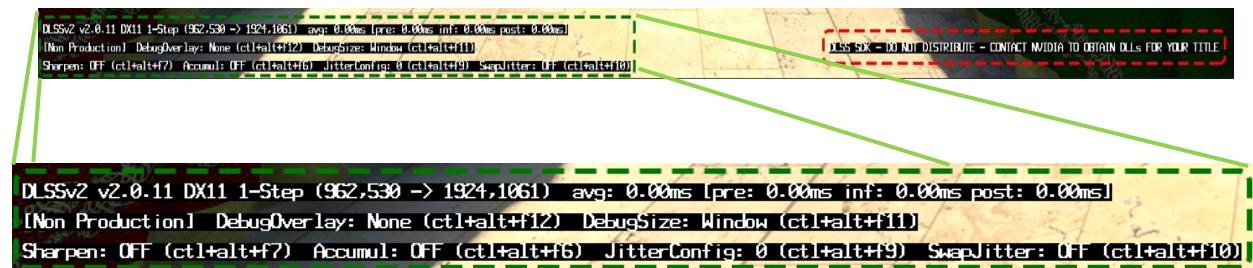 DLSSv2 v2.0.11 DX11 1-Step (962,530 -> 1924,1061) avg: 0.00ms [pre: 0.00ms inf: 0.00ms post: 0.00ms]
[Non Production] DebugOverlay: None (ctl+alt+f12) DebugSize: Window (ctl+alt+f11)
Sharpen: OFF (ctl+alt+f7) Accumul: OFF (ctl+alt+f6) JitterConfig: 0 (ctl+alt+f9) SwapJitter: OFF (ctl+alt+f10)
DLSS SDK - DO NOT DISTRIBUTE - CONTACT NVIDIA TO OBTAIN DLLs FOR YOUR TITLE
DLSSv2 v2.0.11 DX11 1-Step (962,530 -> 1924,1061) avg: 0.00ms [pre: 0.00ms inf: 0.00ms post: 0.00ms]
[Non Production] DebugOverlay: None (ctl+alt+f12) DebugSize: Window (ctl+alt+f11)
Sharpen: OFF (ctl+alt+f7) Accumul: OFF (ctl+alt+f6) JitterConfig: 0 (ctl+alt+f9) SwapJitter: OFF (ctl+alt+f10)